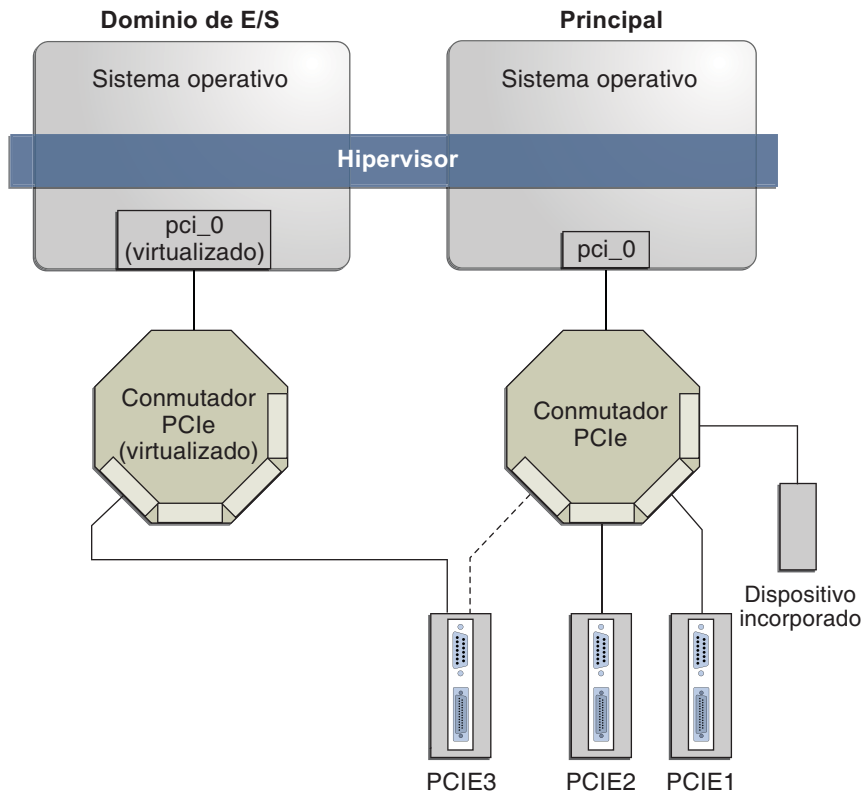 Dominio de E/S
Principal
Sistema operativo
Sistema operativo
Hipervisor
pci_0
(virtualizado)
pci_0
Conmutador
PCIe
(virtualizado)
Conmutador
PCIe
Dispositivo
incorporado
PCIE3
PCIE2
PCIE1